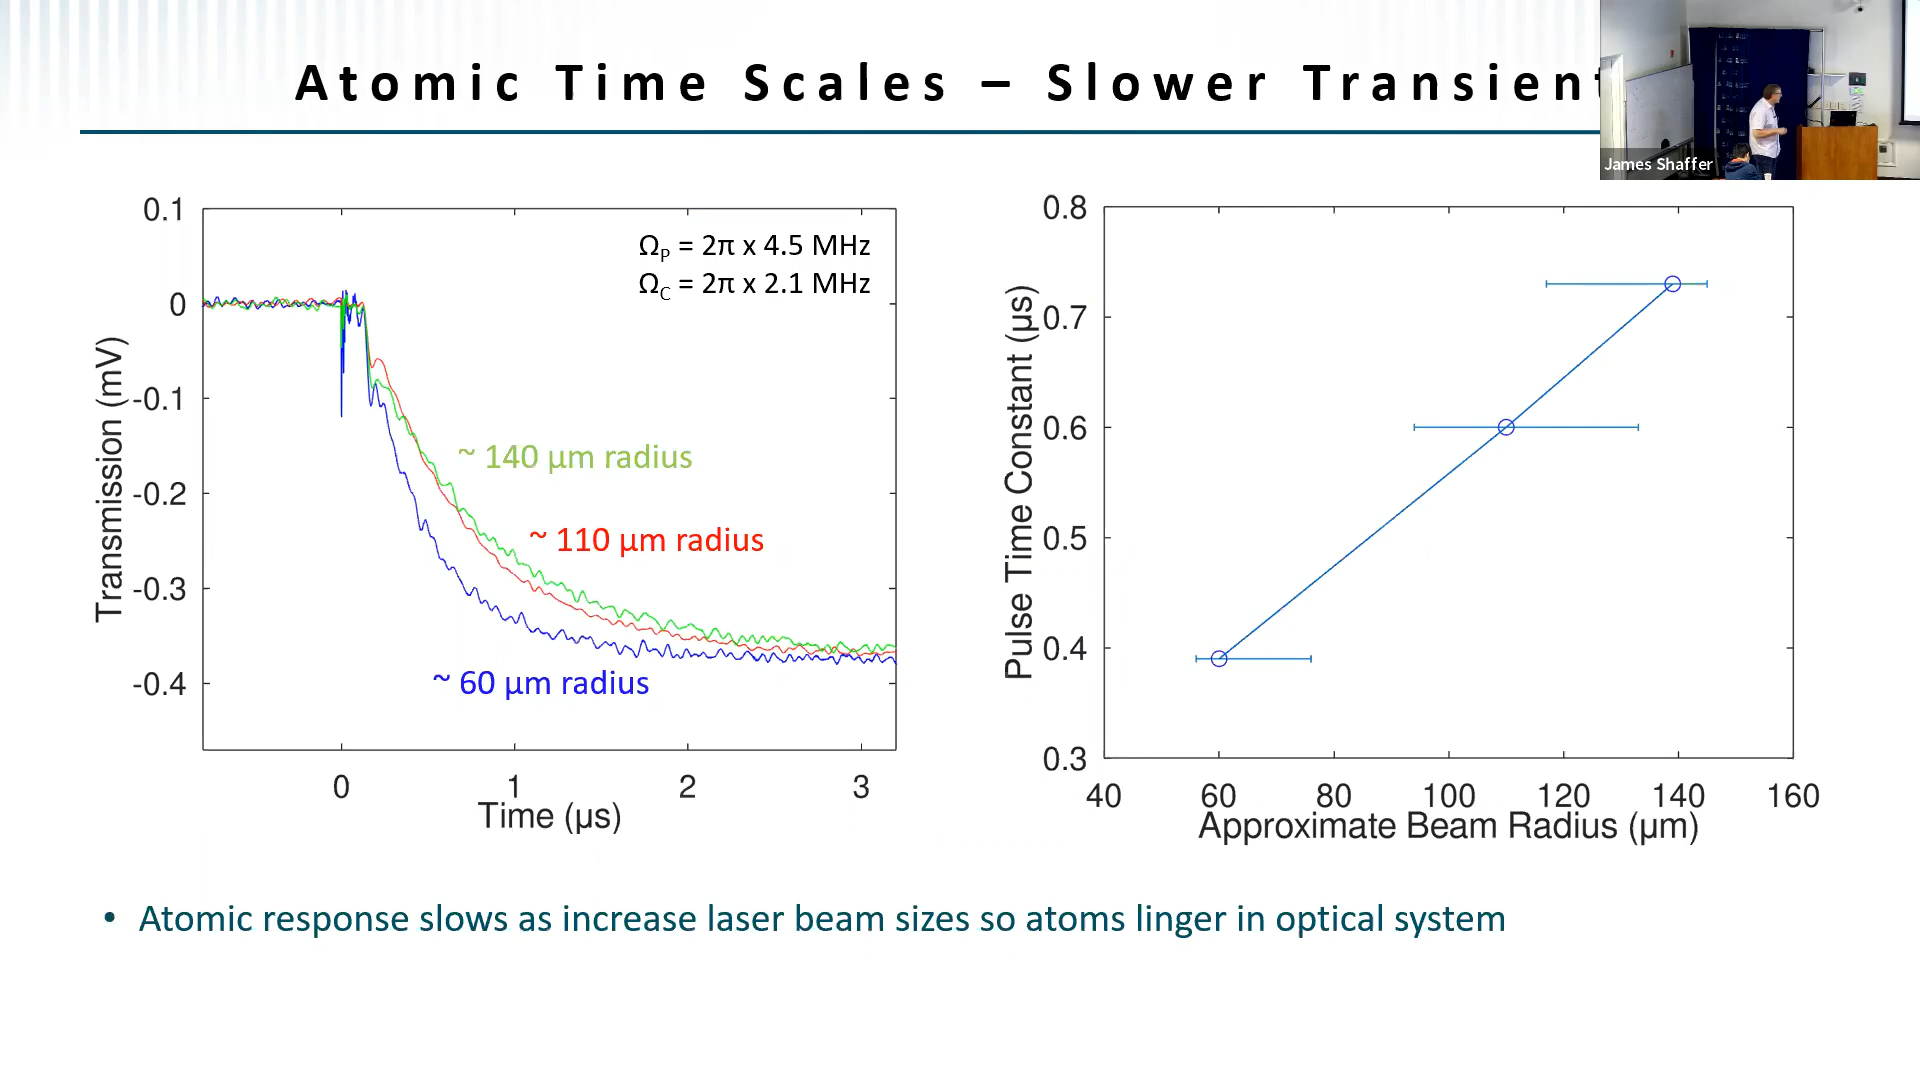 Atomic Time Scales – Slower Transient
James Shaffer
0.1
0
-0.1
-0.2
-0.3
-0.4
Transmission (mV)
Ω_P = 2π x 4.5 MHz
Ω_C = 2π x 2.1 MHz
~ 140 µm radius
~ 110 µm radius
~ 60 µm radius
0 1 2 3
Time (µs)
0.8
0.7
0.6
0.5
0.4
0.3
Pulse Time Constant (µs)
40 60 80 100 120 140 160
Approximate Beam Radius (µm)
• Atomic response slows as increase laser beam sizes so atoms linger in optical system